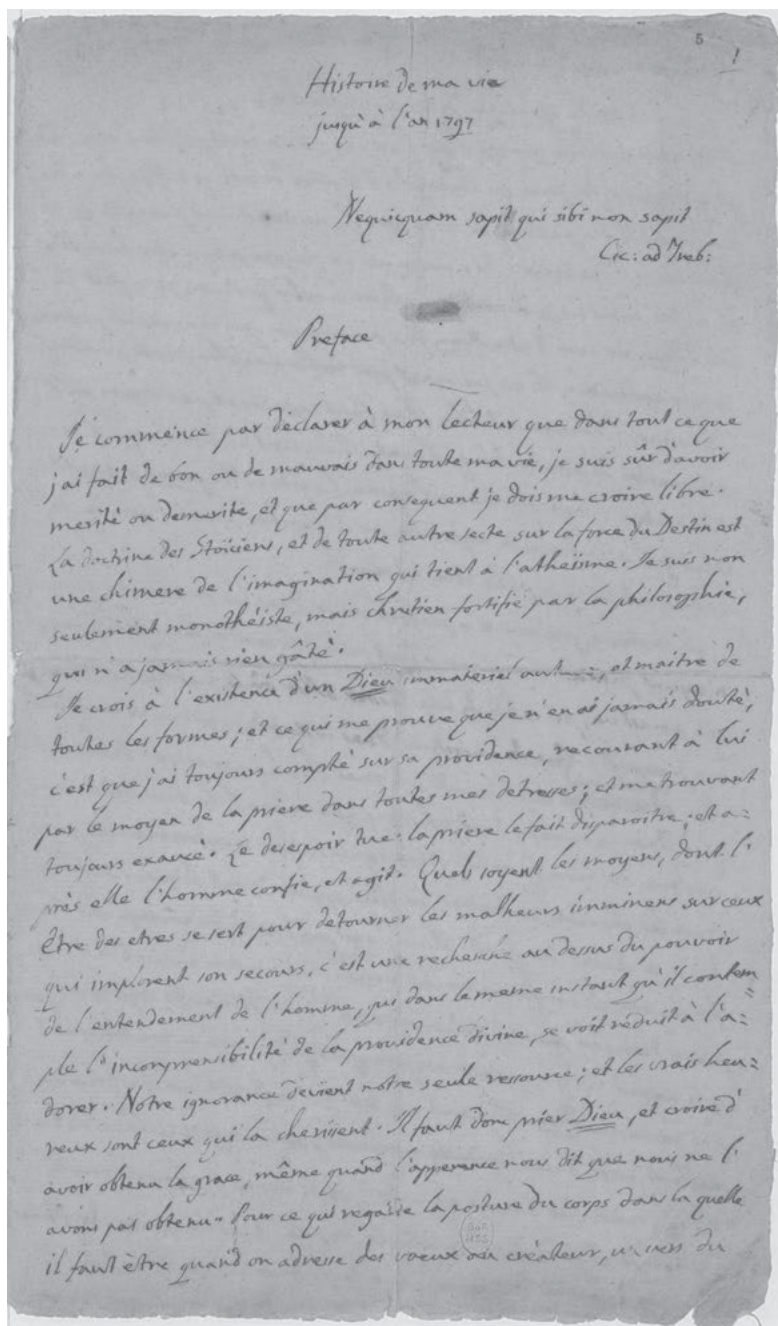 5
1
Histoire de ma vie
jusqu'à l'an 1797
Nequicquam sapit qui sibi non sapit
Cic: ad Treb:
Preface
Je commence par déclarer à mon lecteur que dans tout ce que
j'ai fait de bon ou de mauvais dans toute ma vie, je suis sûr d'avoir
merité ou demerité, et que par consequent je dois me croire libre.
La doctrine des Stoïciens, et de toute autre secte sur la force du Destin est
une chimere de l'imagination qui tient à l'atheïsme. Je suis non
seulement monothéiste, mais chretien fortifié par la philosophie,
qui n'a jamais rien gâté.
Je crois à l'existence d'un Dieu immateriel et maitre de
toutes les formes; et ce qui me prouve que je n'en ai jamais douté,
c'est que j'ai toujours compté sur sa providence, recourant à lui
par le moyen de la priere dans toutes mes detresses; et me trouvant
toujours exaucé. Le desespoir tue: la priere le fait disparoitre; et a=
près elle l'homme confie, et agit. Quels soyent les moyens, dont l'
Être des etres se sert pour detourner les malheurs imminens sur ceux
qui implorent son secours, c'est une recherche au dessus du pouvoir
de l'entendement de l'homme, qui dans le meme instant qu'il contem=
ple l'incomprensibilité de la providence divine, se voit réduit à l'a=
dorer. Notre ignorance devient notre seule ressource; et les vrais heu=
reux sont ceux qui la cherissent. Il faut donc prier Dieu, et croire d'
avoir obtenu la grace, même quand l'apperence nous dit que nous ne l'
avons pas obtenu. Pour ce qui regarde la posture du corps dans la quelle
il faut être quand on adresse des voeux au créateur, un vers du